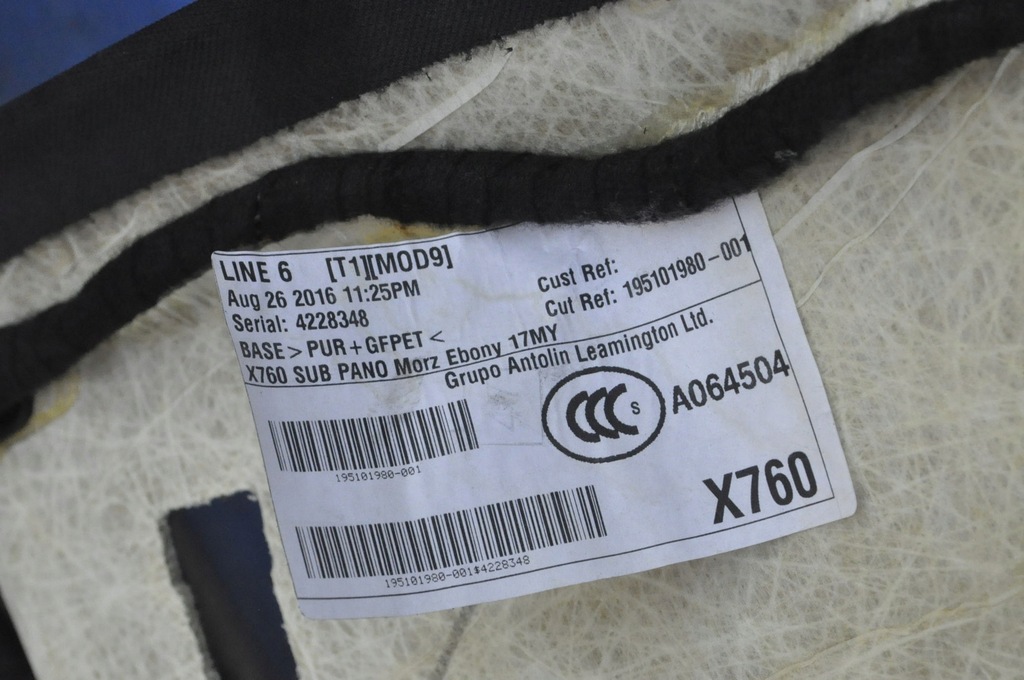 LINE 6 [T1][MOD9]
Aug 26 2016 11:25PM
Serial: 4228348
Cust Ref:
Cut Ref: 195101980-001
BASE > PUR + GFPET <
X760 SUB PANO Morz Ebony 17MY
Grupo Antolin Leamington Ltd.
CCC S A064504
195101980-001
X760
195101980-001$4228348